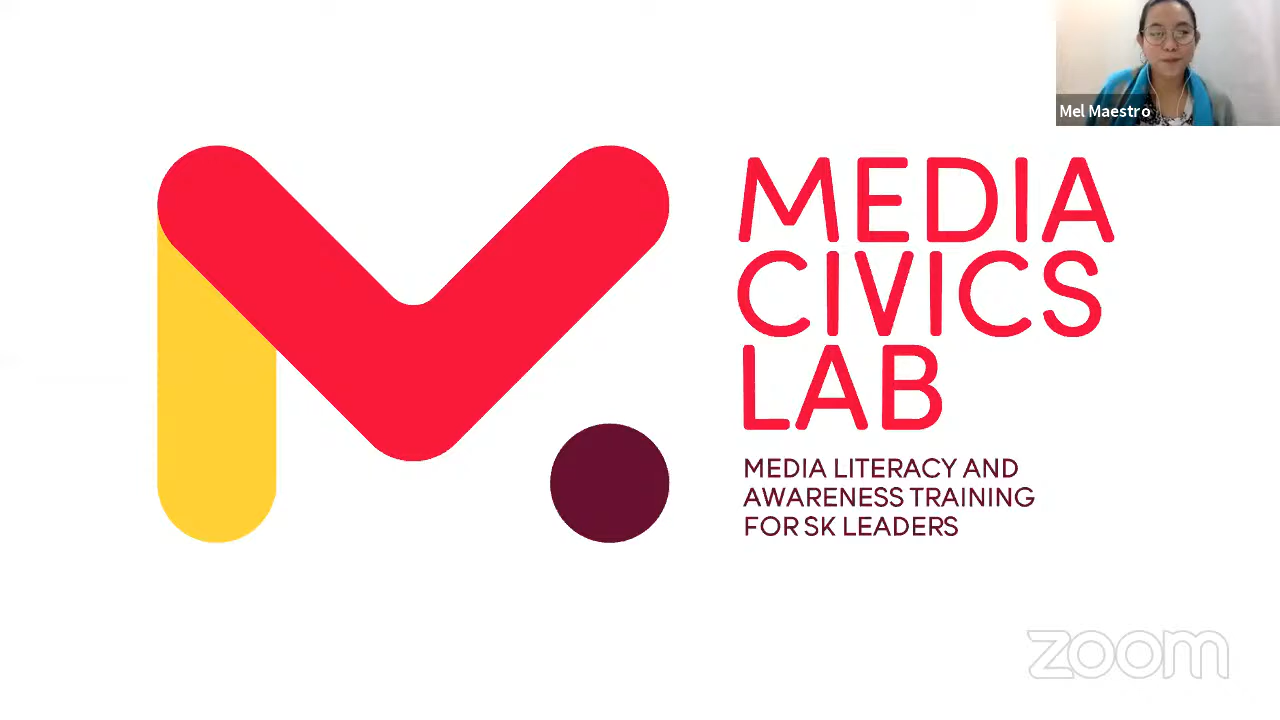 Mel Maestro
MEDIA
CIVICS
LAB
MEDIA LITERACY AND
AWARENESS TRAINING
FOR SK LEADERS
zoom